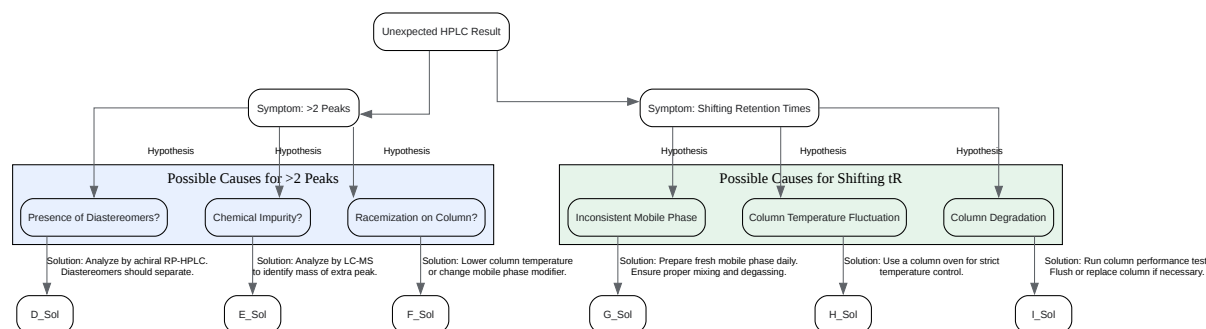 Unexpected HPLC Result
Symptom: >2 Peaks
Symptom: Shifting Retention Times
Hypothesis
Hypothesis
Hypothesis
Hypothesis
Hypothesis
Hypothesis
Possible Causes for >2 Peaks
Possible Causes for Shifting tR
Presence of Diastereomers?
Chemical Impurity?
Racemization on Column?
Inconsistent Mobile Phase
Column Temperature Fluctuation
Column Degradation
Solution: Analyze by achiral RP-HPLC.
Diastereomers should separate.
Solution: Analyze by LC-MS
to identify mass of extra peak.
Solution: Lower column temperature
or change mobile phase modifier.
Solution: Prepare fresh mobile phase daily.
Ensure proper mixing and degassing.
Solution: Use a column oven for strict
temperature control.
Solution: Run column performance test
Flush or replace column if necessary.
D_Sol
E_Sol
F_Sol
G_Sol
H_Sol
I_Sol